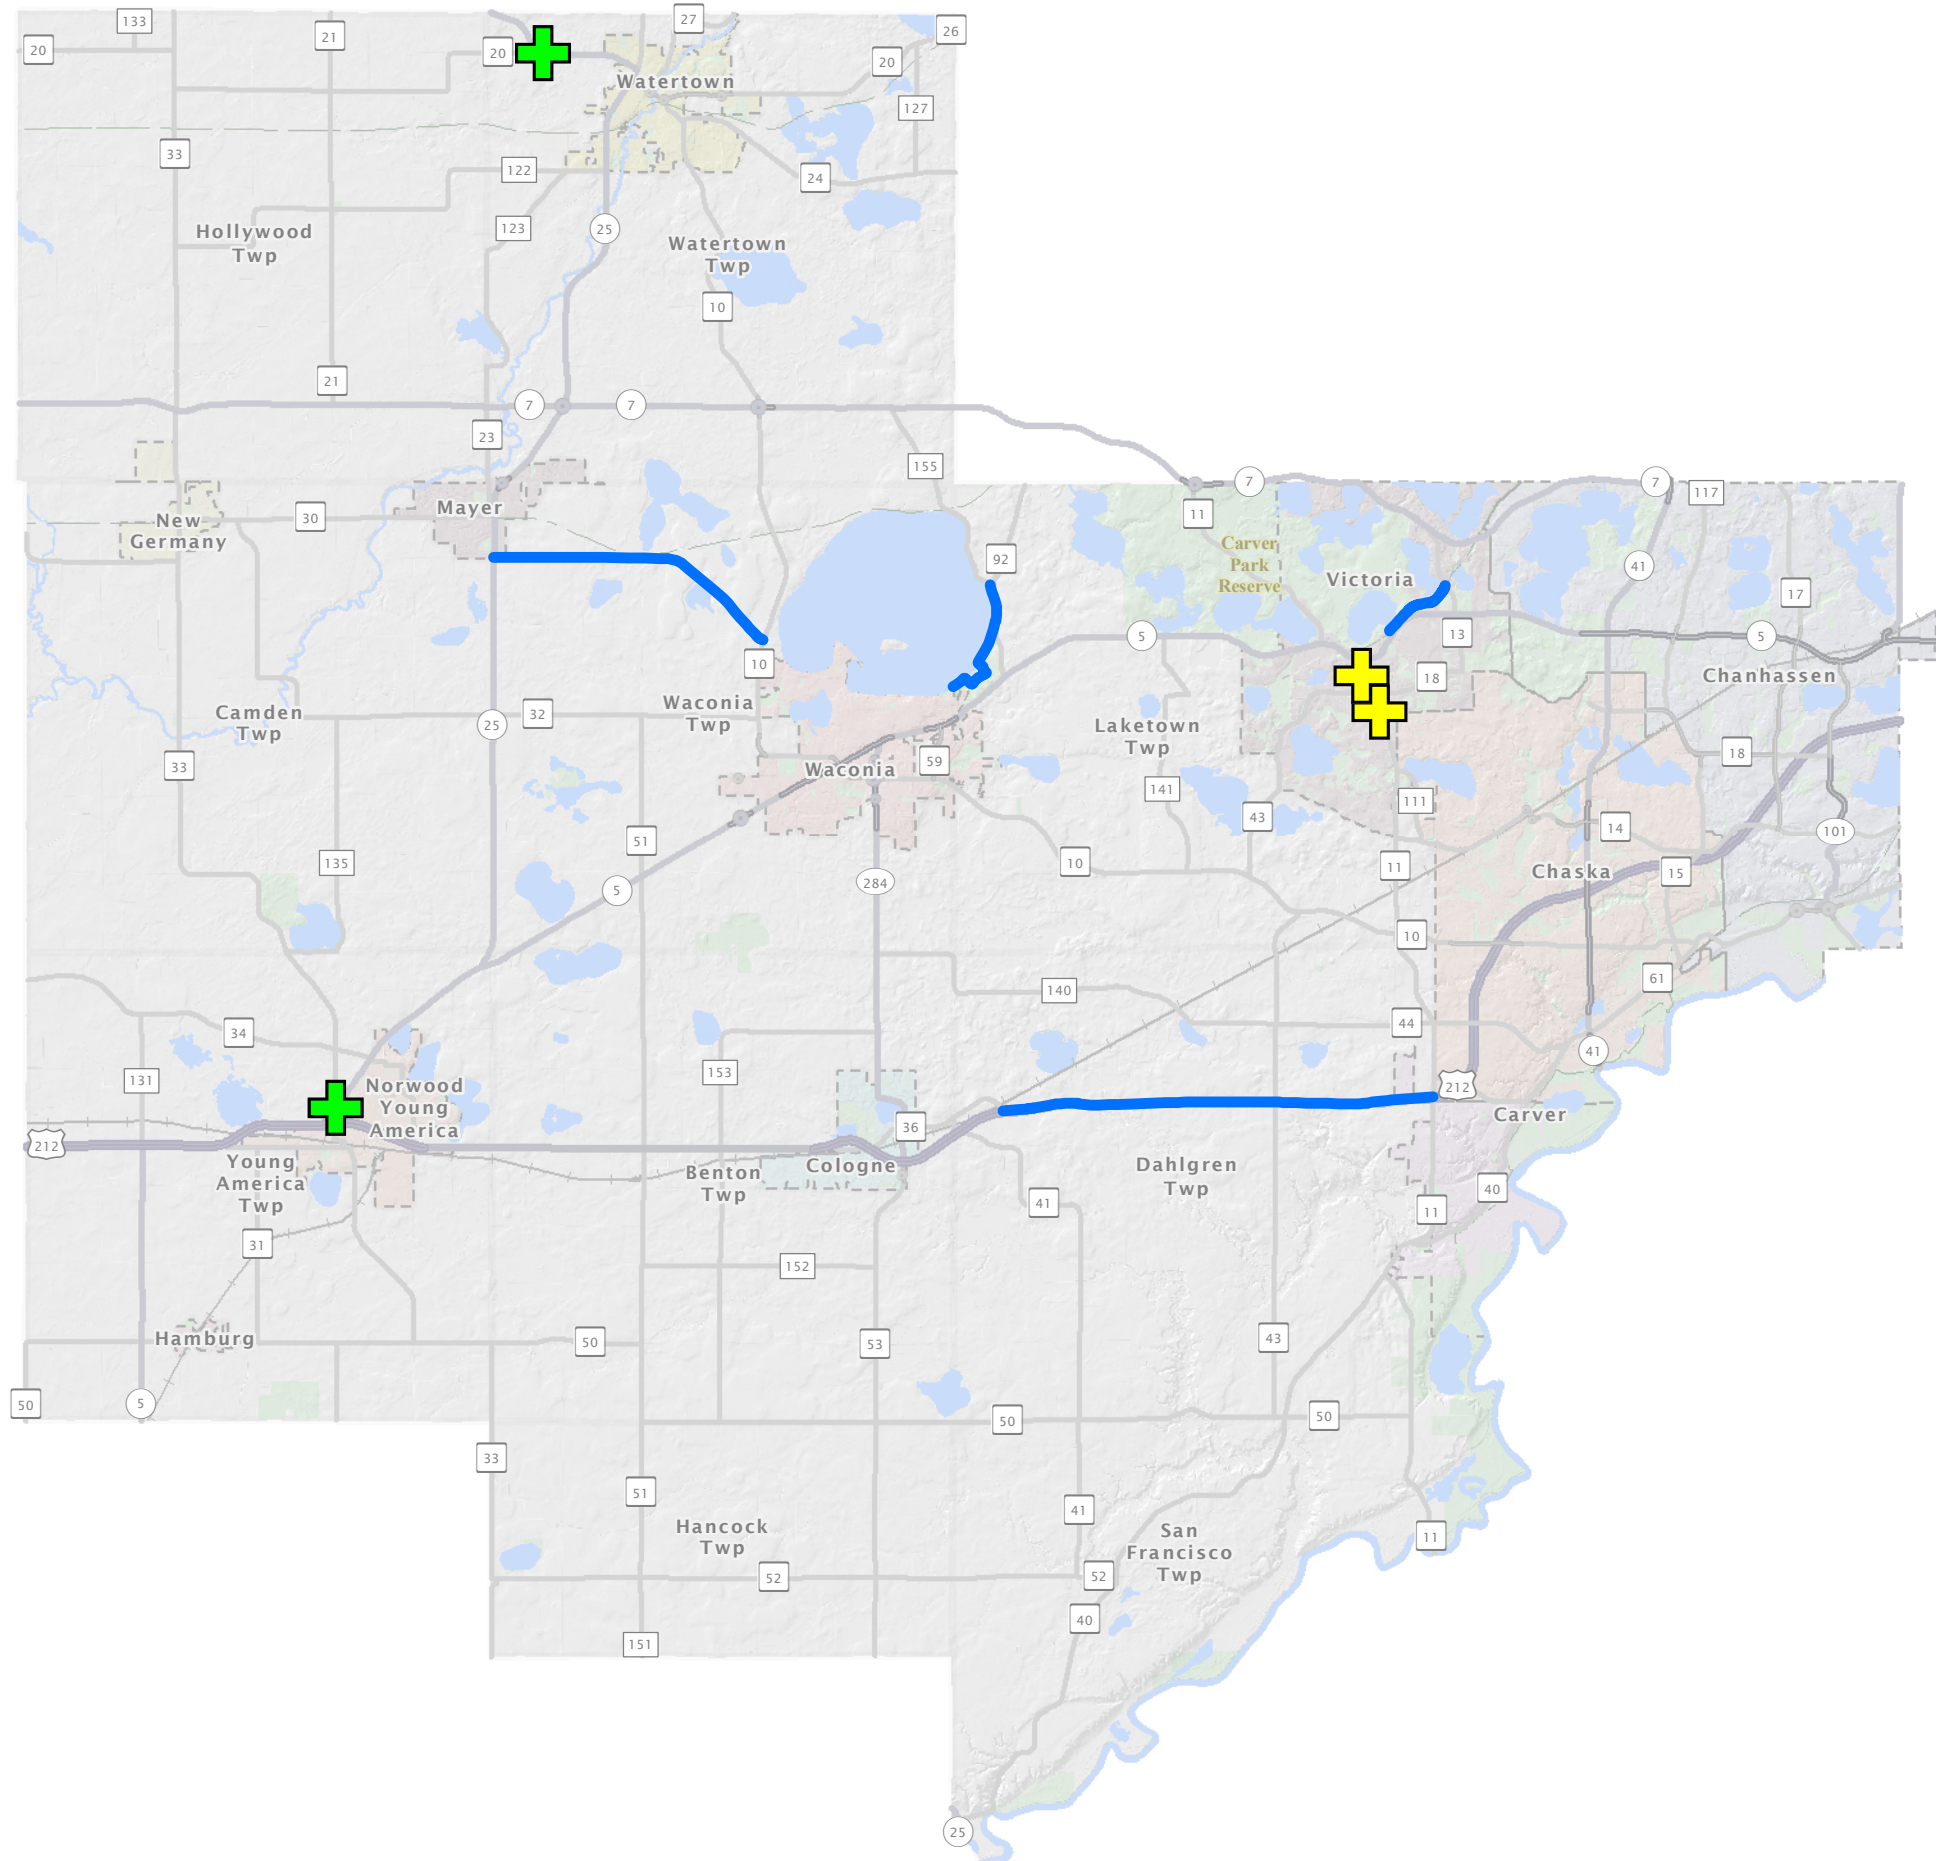 133
27
26
20
21
20
20
Watertown
127
33
122
24
123
25
Hollywood
Twp
Watertown
Twp
10
21
7
7
23
155
7
7
117
Mayer
30
New
Germany
11
Carver
Park
Reserve
92
41
Victoria
17
13
5
5
10
18
Chanhassen
Waconia
Twp
Camden
Twp
32
25
Laketown
Twp
18
33
59
Waconia
141
111
43
14
101
51
135
10
11
Chaska
15
284
5
10
61
140
44
34
41
153
131
212
Norwood
Young
America
Carver
36
212
Young
America
Twp
Benton
Twp
Cologne
Dahlgren
Twp
40
41
11
31
152
Hamburg
50
53
43
50
5
50
50
33
51
41
Hancock
Twp
San
Francisco
Twp
11
52
52
40
151
25